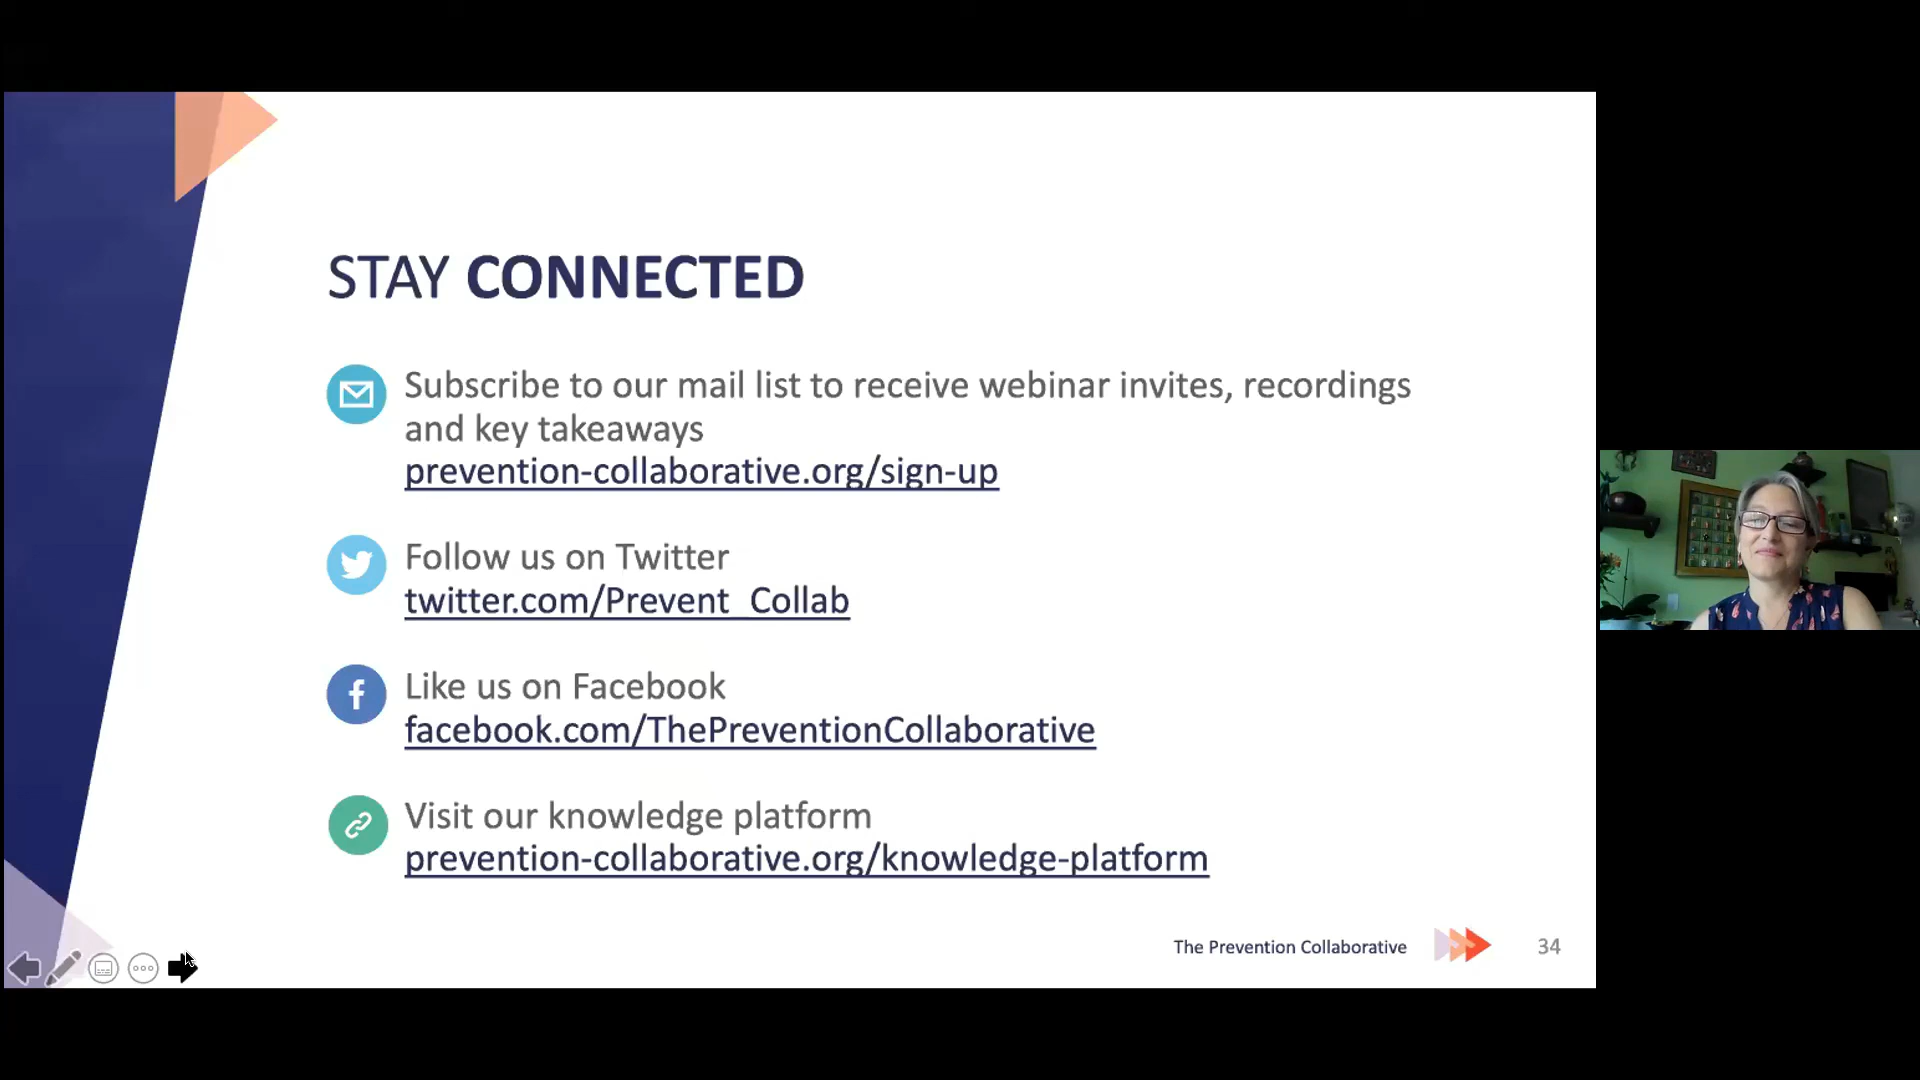 STAY CONNECTED
Subscribe to our mail list to receive webinar invites, recordings
and key takeaways
prevention-collaborative.org/sign-up
Follow us on Twitter
twitter.com/Prevent_Collab
Like us on Facebook
facebook.com/ThePreventionCollaborative
Visit our knowledge platform
prevention-collaborative.org/knowledge-platform
The Prevention Collaborative
34